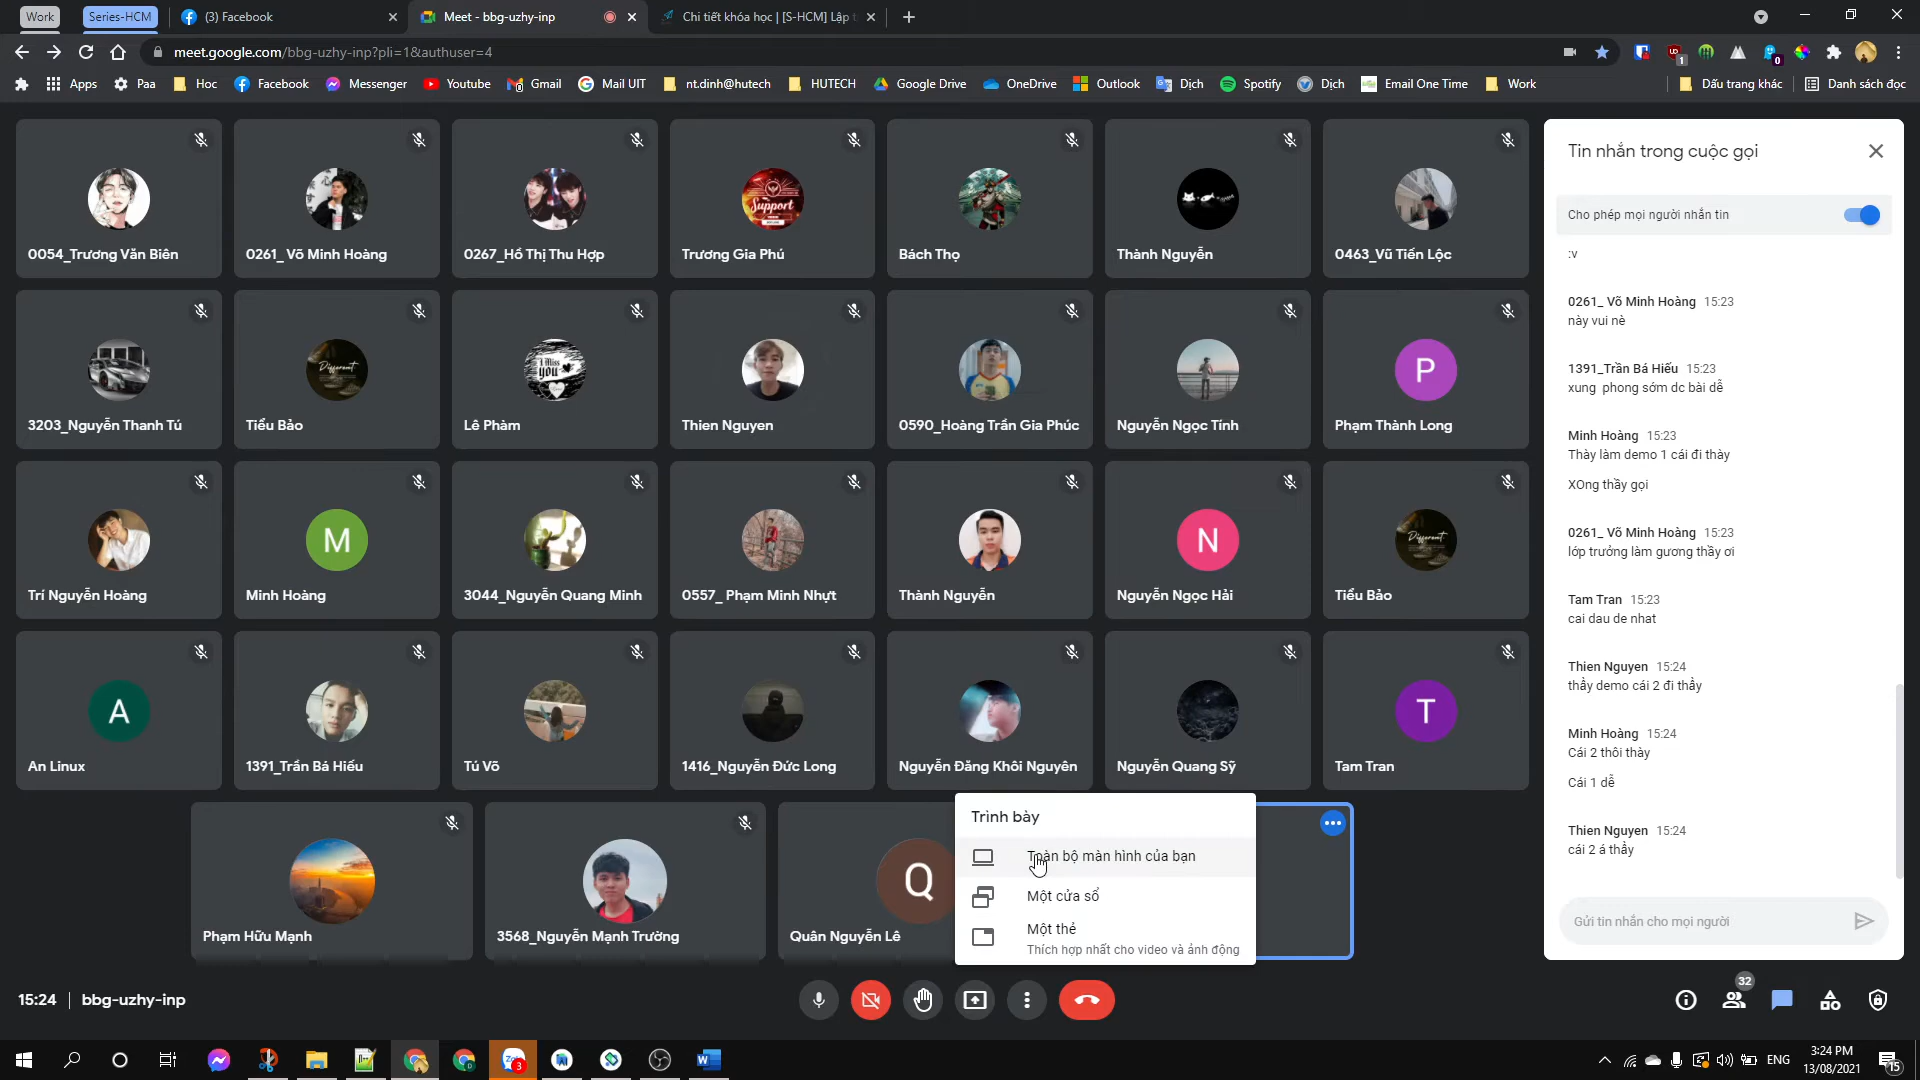 Work
Series-HCM
(3) Facebook
Meet - bbg-uzhy-inp
Chi tiết khóa học | [S-HCM] Lập t
meet.google.com/bbg-uzhy-inp?pli=1&authuser=4
1
0
Apps
Paa
Hoc
Facebook
Messenger
Youtube
Gmail
Mail UIT
nt.dinh@hutech
HUTECH
Google Drive
OneDrive
Outlook
Dịch
Spotify
Dịch
Email One Time
Work
Dấu trang khác
Danh sách đọc
0054_Trương Văn Biên
0261_ Võ Minh Hoàng
0267_Hồ Thị Thu Hợp
Support
Trương Gia Phú
Bách Thọ
Thành Nguyễn
0463_Vũ Tiến Lộc
3203_Nguyễn Thanh Tú
Different
Tiểu Bảo
I Miss
you
Lê Phàm
Thien Nguyen
0590_Hoàng Trần Gia Phúc
Nguyễn Ngọc Tính
P
Phạm Thành Long
Trí Nguyễn Hoàng
M
Minh Hoàng
3044_Nguyễn Quang Minh
0557_ Phạm Minh Nhựt
Thành Nguyễn
N
Nguyễn Ngọc Hải
Different
Tiểu Bảo
A
An Linux
1391_Trần Bá Hiếu
Tú Võ
1416_Nguyễn Đức Long
Nguyễn Đăng Khôi Nguyên
Nguyễn Quang Sỹ
T
Tam Tran
Phạm Hữu Mạnh
3568_Nguyễn Mạnh Trường
Q
Quân Nguyễn Lê
Trình bày
Toàn bộ màn hình của bạn
Một cửa sổ
Một thẻ
Thích hợp nhất cho video và ảnh động
Tin nhắn trong cuộc gọi
Cho phép mọi người nhắn tin
:v
0261_ Võ Minh Hoàng 15:23
này vui nè
1391_Trần Bá Hiếu 15:23
xung phong sớm dc bài dễ
Minh Hoàng 15:23
Thày làm demo 1 cái đi thày
XOng thầy gọi
0261_ Võ Minh Hoàng 15:23
lớp trưởng làm gương thầy ơi
Tam Tran 15:23
cai dau de nhat
Thien Nguyen 15:24
thầy demo cái 2 đi thầy
Minh Hoàng 15:24
Cái 2 thôi thày
Cái 1 dễ
Thien Nguyen 15:24
cái 2 á thầy
Gửi tin nhắn cho mọi người
15:24 | bbg-uzhy-inp
32
3
ENG
3:24 PM
13/08/2021
15